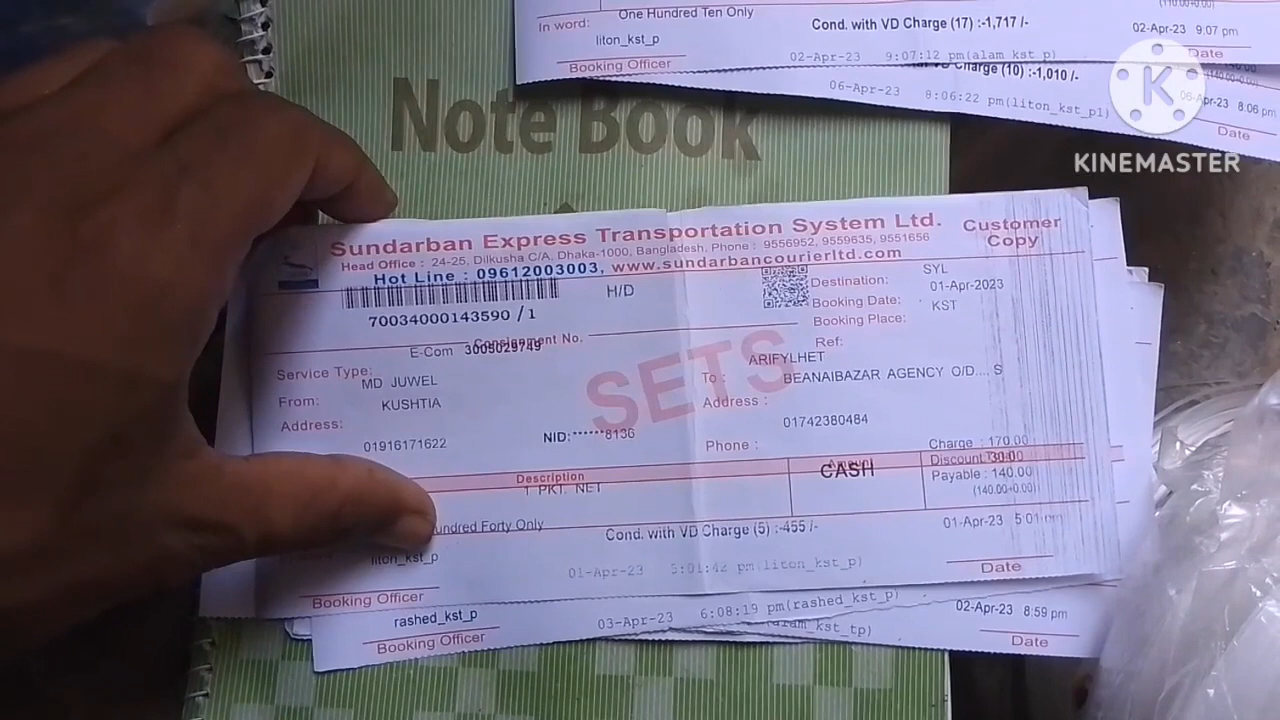 In word: One Hundred Ten Only
Cond. with VD Charge (17) :-1,717 /-
02-Apr-23 9:07 pm
liton_kst_p
02-Apr-23 9:07:12 pm(alam_kst_p)
Booking Officer
Date
Charge (10) :-1,010 /-
06-Apr-23 8:06:22 pm(liton_kst_p1)
06-Apr-23 8:06 pm
Date
KINEMASTER
Note Book
Sundarban Express Transportation System Ltd.
Customer Copy
Head Office : 24-25, Dilkusha C/A, Dhaka-1000, Bangladesh, Phone : 9556952, 9559635, 9551656
Hot Line : 09612003003, www.sundarbancourierltd.com
H/D
70034000143590 /1
Consignment No.
Destination: SYL
Booking Date: 01-Apr-2023
Booking Place: KST
Ref:
E-Com 3005029749
Service Type:
MD JUWEL
From:
KUSHTIA
Address:
01916171622
NID:******8136
SETS
ARIFYLHET
To :
BEANAIBAZAR AGENCY O/D.... S
Address :
01742380484
Phone :
Charge : 170.00
Discount :30.00
Payable : 140.00
(140.00+0.00)
Description
1 PKT. NET
CASH
undred Forty Only
Cond. with VD Charge (5) :-455 /-
01-Apr-23 5:01 pm
liton_kst_p
01-Apr-23 5:01:42 pm(liton_kst_p)
Booking Officer
Date
rashed_kst_p
03-Apr-23 6:08:19 pm(rashed_kst_p)
02-Apr-23 8:59 pm
Booking Officer
alam_kst_tp)
Date